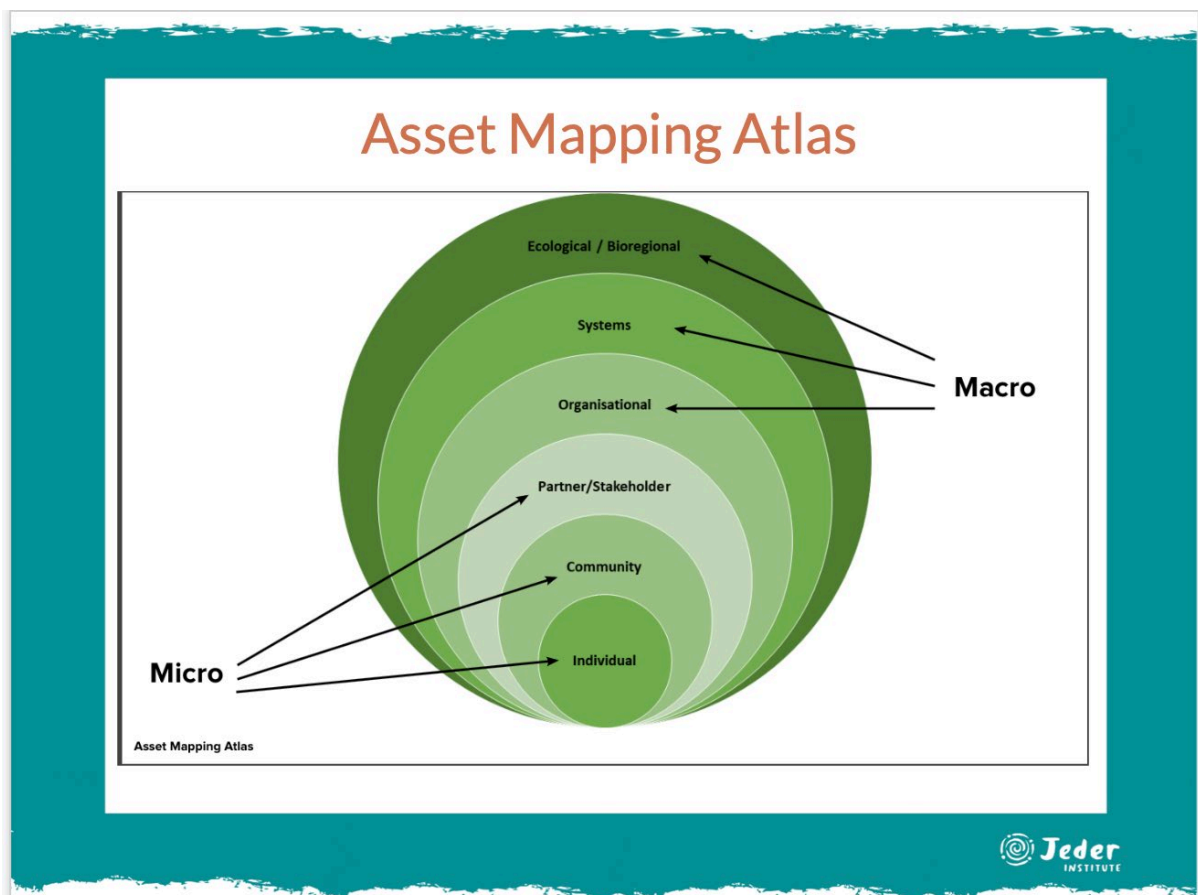 Asset Mapping Atlas
Ecological / Bioregional
Systems
Organisational
Macro
Partner/Stakeholder
Community
Individual
Micro
Asset Mapping Atlas
Jeder
INSTITUTE